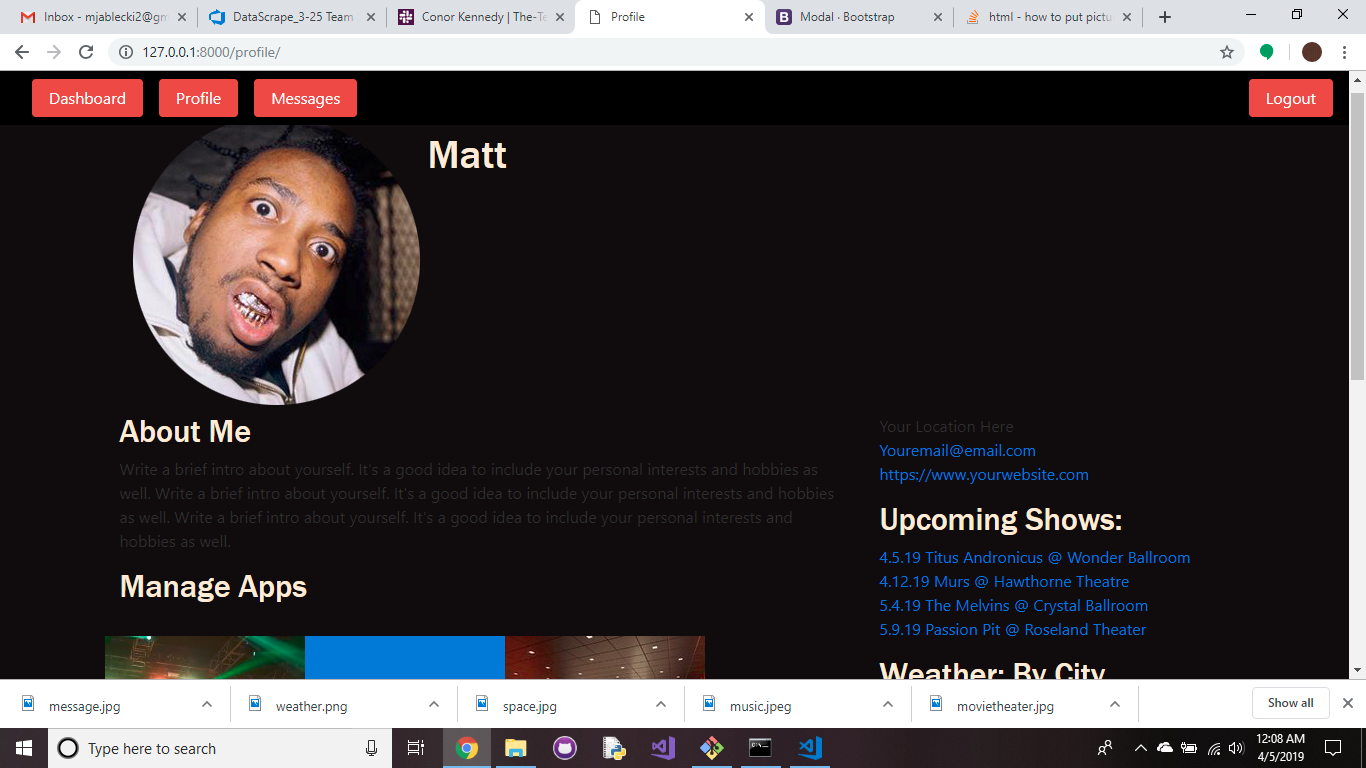 Inbox - mjablecki2@gm
DataScrape_3-25 Team
Conor Kennedy | The-Te
Profile
Modal · Bootstrap
html - how to put pictu
127.0.0.1:8000/profile/
Dashboard
Profile
Messages
Logout
Matt
About Me
Write a brief intro about yourself. It's a good idea to include your personal interests and hobbies as
well. Write a brief intro about yourself. It's a good idea to include your personal interests and hobbies
as well. Write a brief intro about yourself. It's a good idea to include your personal interests and
hobbies as well.
Manage Apps
Your Location Here
Youremail@email.com
https://www.yourwebsite.com
Upcoming Shows:
4.5.19 Titus Andronicus @ Wonder Ballroom
4.12.19 Murs @ Hawthorne Theatre
5.4.19 The Melvins @ Crystal Ballroom
5.9.19 Passion Pit @ Roseland Theater
Weather: By City
message.jpg
weather.png
space.jpg
music.jpeg
movietheater.jpg
Show all
Type here to search
12:08 AM
4/5/2019